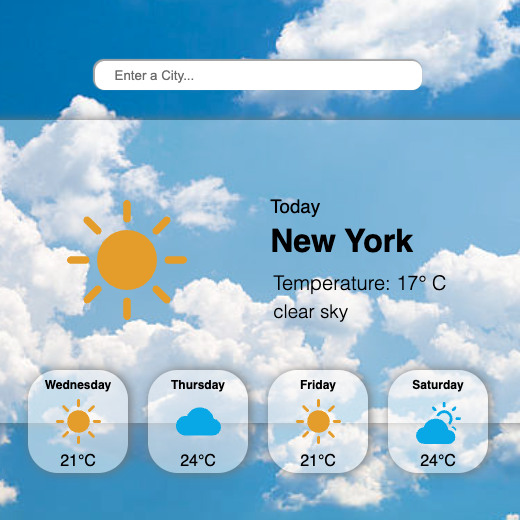 Enter a City...
Today
New York
Temperature: 17° C
clear sky
Wednesday
Thursday
Friday
Saturday
21°C
24°C
21°C
24°C